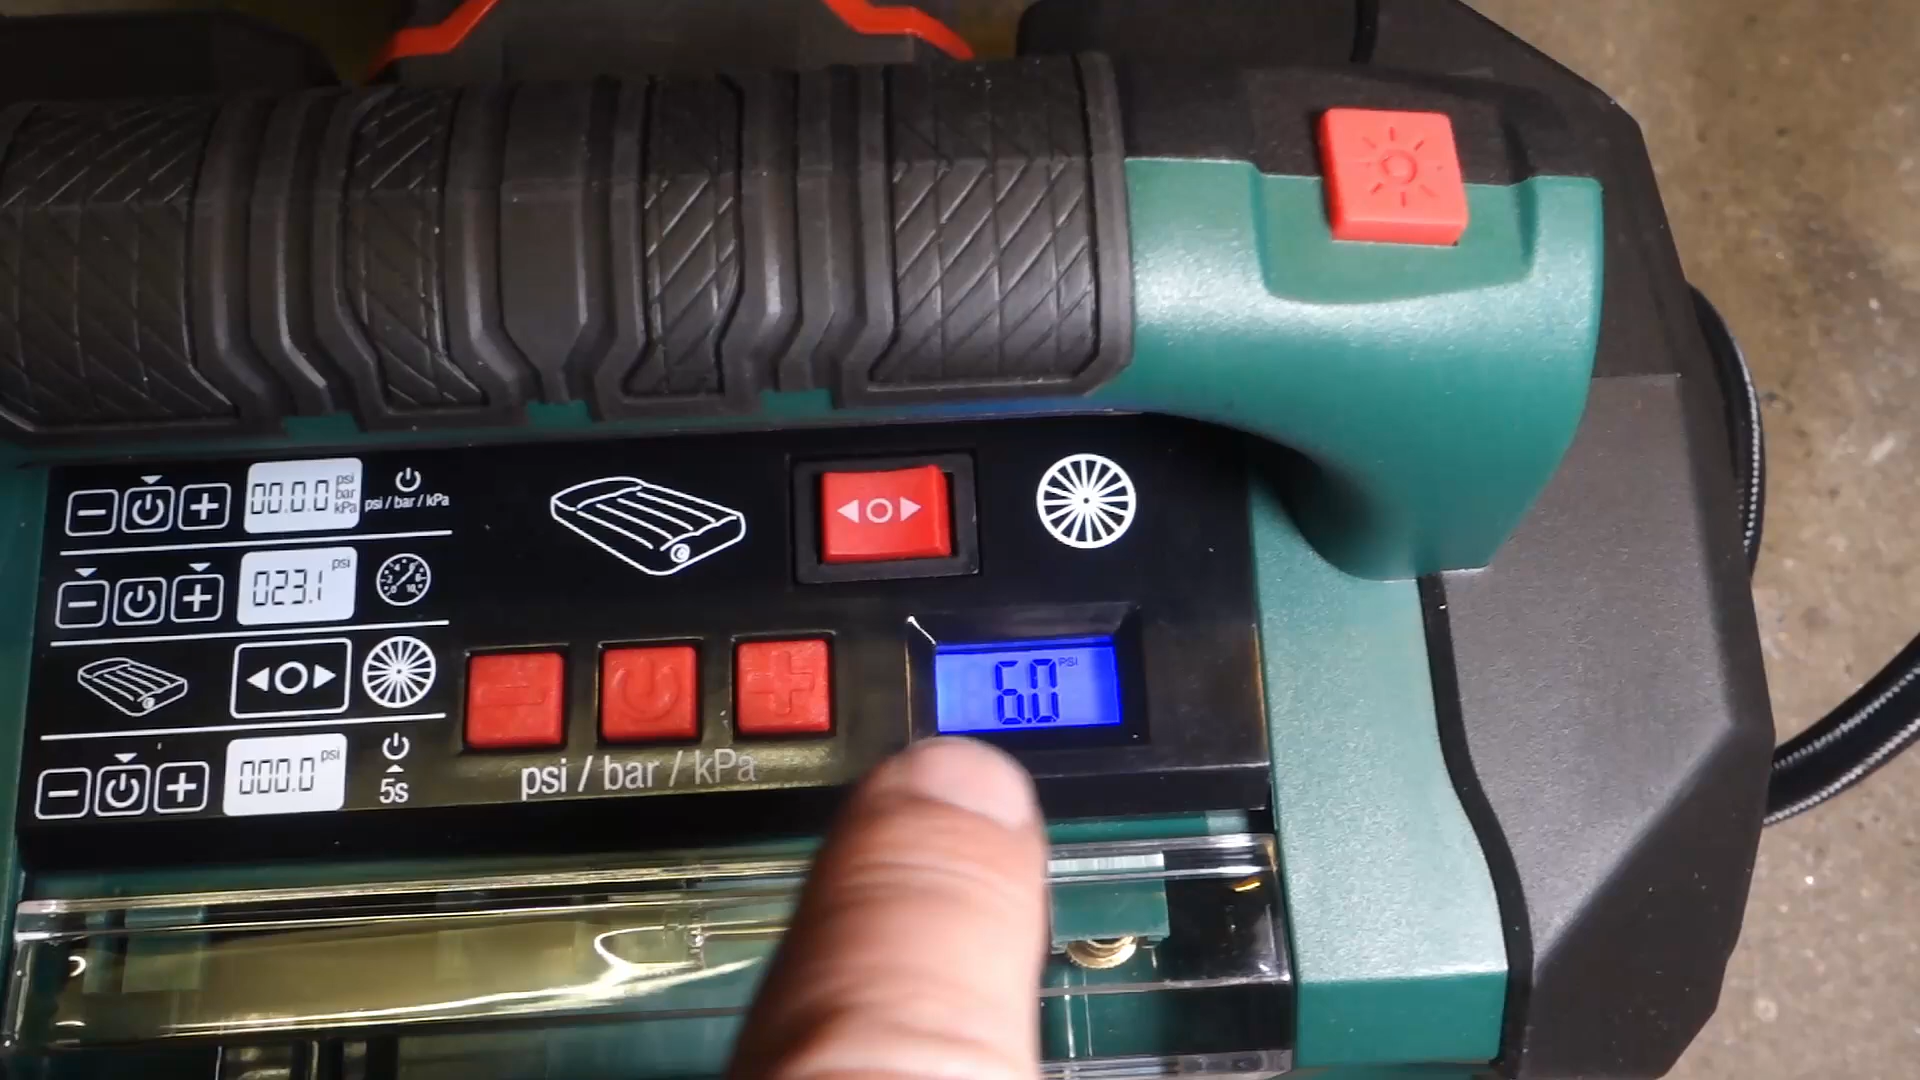 00.0.0 psi bar kPa
psi / bar / kPa
023.1 psi
000.0 psi
5s
psi / bar / kPa
6.0 PSI